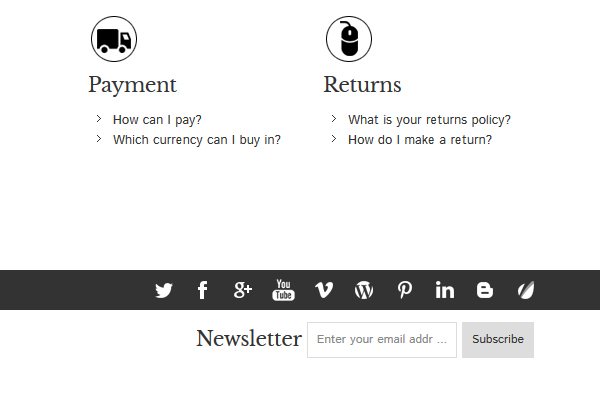 Payment
How can I pay?
Which currency can I buy in?
Returns
What is your returns policy?
How do I make a return?
You
Tube
Newsletter
Enter your email addr ...
Subscribe